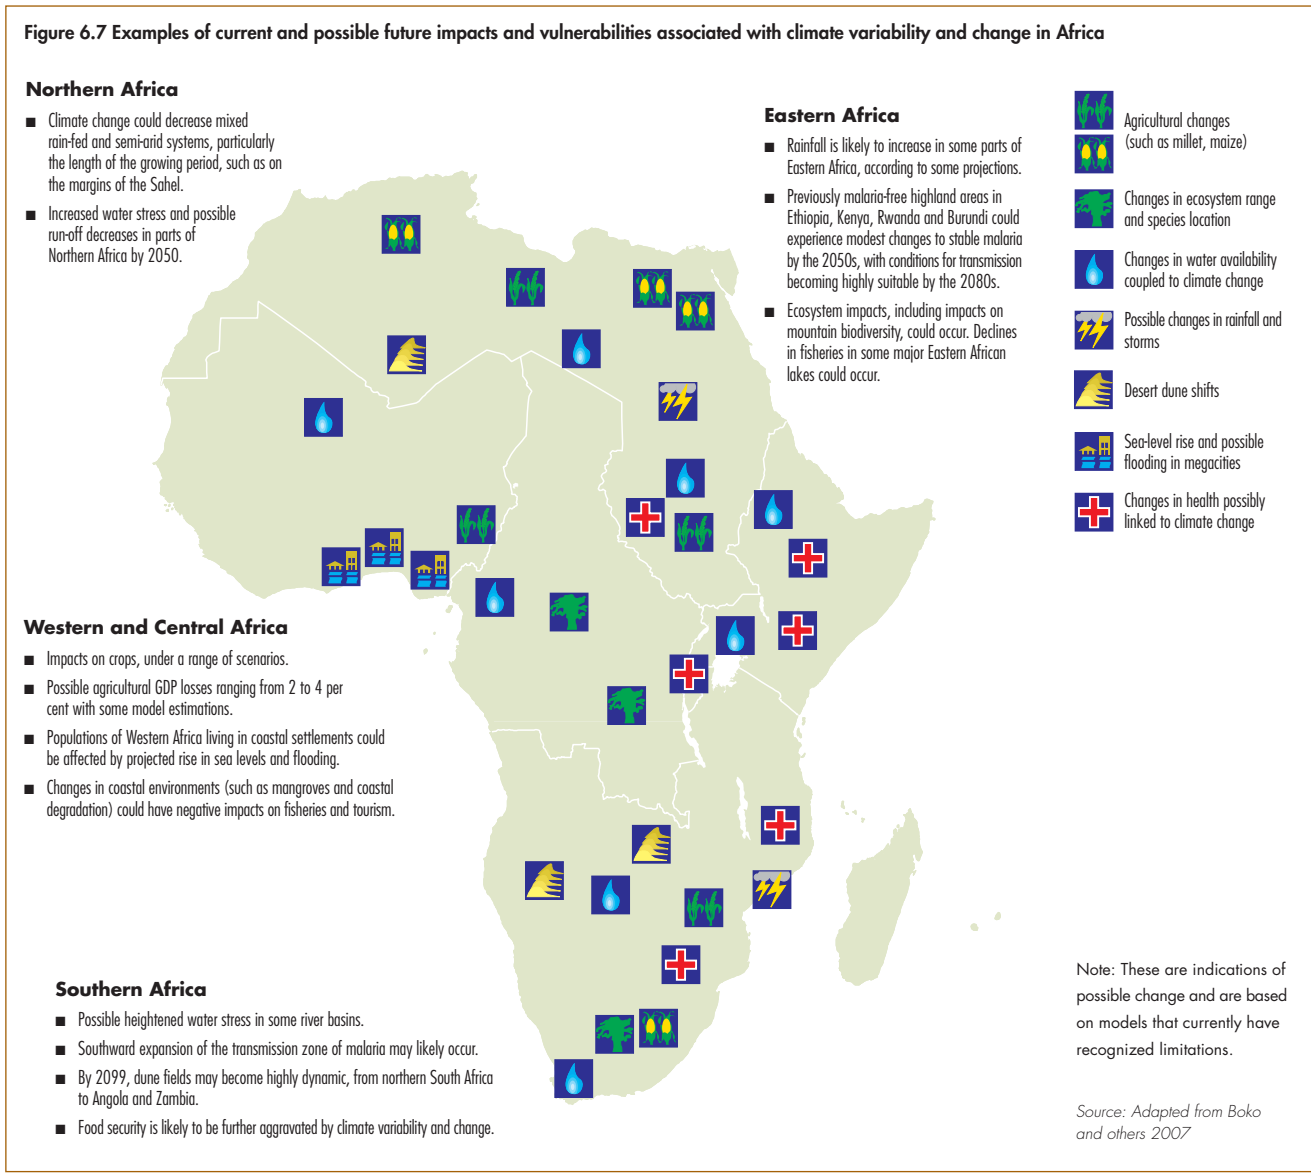 Figure 6.7 Examples of current and possible future impacts and vulnerabilities associated with climate variability and change in Africa
Northern Africa
■ Climate change could decrease mixed
rain-fed and semi-arid systems, particularly
the length of the growing period, such as on
the margins of the Sahel.
■ Increased water stress and possible
run-off decreases in parts of
Northern Africa by 2050.
Eastern Africa
■ Rainfall is likely to increase in some parts of
Eastern Africa, according to some projections.
■ Previously malaria-free highland areas in
Ethiopia, Kenya, Rwanda and Burundi could
experience modest changes to stable malaria
by the 2050s, with conditions for transmission
becoming highly suitable by the 2080s.
■ Ecosystem impacts, including impacts on
mountain biodiversity, could occur. Declines
in fisheries in some major Eastern African
lakes could occur.
Agricultural changes
(such as millet, maize)
Changes in ecosystem range
and species location
Changes in water availability
coupled to climate change
Possible changes in rainfall and
storms
Desert dune shifts
Sea-level rise and possible
flooding in megacities
Changes in health possibly
linked to climate change
Western and Central Africa
■ Impacts on crops, under a range of scenarios.
■ Possible agricultural GDP losses ranging from 2 to 4 per
cent with some model estimations.
■ Populations of Western Africa living in coastal settlements could
be affected by projected rise in sea levels and flooding.
■ Changes in coastal environments (such as mangroves and coastal
degradation) could have negative impacts on fisheries and tourism.
Southern Africa
■ Possible heightened water stress in some river basins.
■ Southward expansion of the transmission zone of malaria may likely occur.
■ By 2099, dune fields may become highly dynamic, from northern South Africa
to Angola and Zambia.
■ Food security is likely to be further aggravated by climate variability and change.
Note: These are indications of
possible change and are based
on models that currently have
recognized limitations.
Source: Adapted from Boko
and others 2007